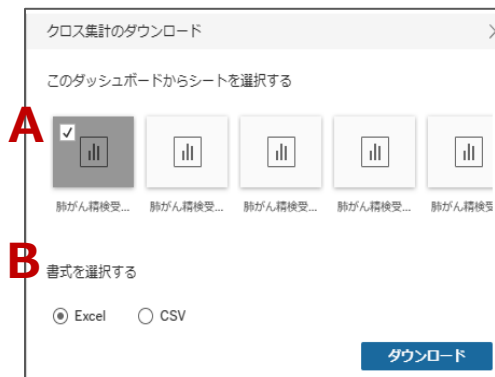 クロス集計のダウンロード
このダッシュボードからシートを選択する
A
肺がん精検受... 肺がん精検受... 肺がん精検受... 肺がん精検受... 肺がん精検受
B
書式を選択する
Excel CSV
ダウンロード